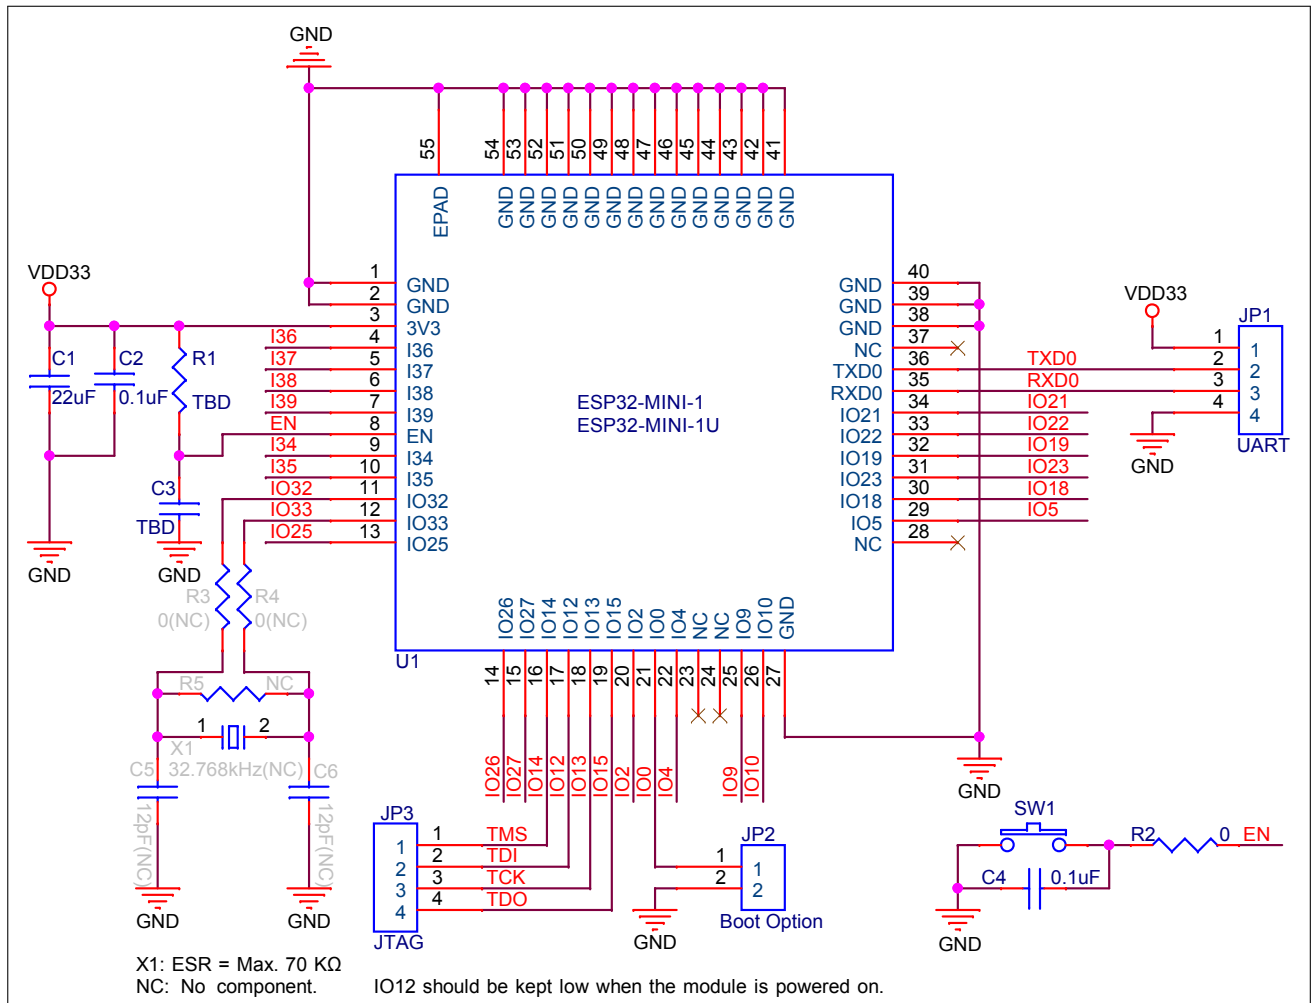 GND
55
54
53
52
51
50
49
48
47
46
45
44
43
42
41
EPAD
GND
GND
GND
GND
GND
GND
GND
GND
GND
GND
GND
GND
GND
GND
VDD33
C1
22uF
C2
0.1uF
R1
TBD
C3
TBD
GND
GND
1 GND
2 GND
3 3V3
I36 4 I36
I37 5 I37
I38 6 I38
I39 7 I39
EN 8 EN
I34 9 I34
I35 10 I35
IO32 11 IO32
IO33 12 IO33
IO25 13 IO25
ESP32-MINI-1
ESP32-MINI-1U
GND 40
GND 39
GND 38
NC 37
TXD0 36 TXD0
RXD0 35 RXD0
IO21 34 IO21
IO22 33 IO22
IO19 32 IO19
IO23 31 IO23
IO18 30 IO18
IO5 29 IO5
NC 28
VDD33
JP1
1 1
2 2
3 3
4 4
UART
GND
R3
0(NC)
R4
0(NC)
R5 NC
1 2
X1
32.768kHz(NC)
C5
12pF(NC)
C6
12pF(NC)
GND
GND
U1
IO26
IO27
IO14
IO12
IO13
IO15
IO2
IO0
IO4
NC
NC
IO9
IO10
GND
14
15
16
17
18
19
20
21
22
23
24
25
26
27
IO26
IO27
IO14
IO12
IO13
IO15
IO2
IO0
IO4
IO9
IO10
GND
JP3
1 1 TMS
2 2 TDI
3 3 TCK
4 4 TDO
JTAG
JP2
1 1
2 2
Boot Option
GND
SW1
C4 0.1uF
R2 0 EN
GND
X1: ESR = Max. 70 KΩ
NC: No component.
IO12 should be kept low when the module is powered on.